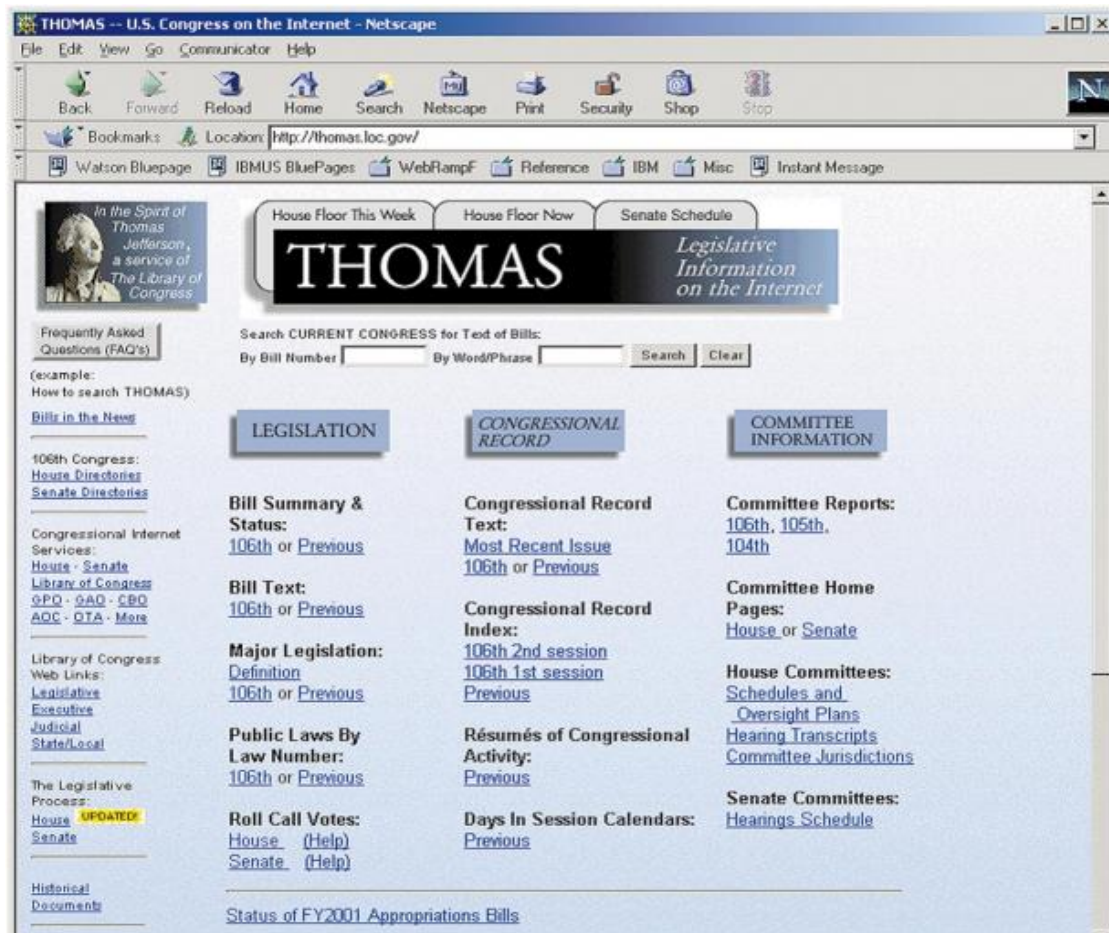 THOMAS -- U.S. Congress on the Internet - Netscape
File Edit View Go Communicator Help
My
Back Forward Reload Home Search Netscape Print Security Shop Stop
N
Bookmarks Location: http://thomas.loc.gov/
Watson Bluepage IBMUS BluePages WebRampF Reference IBM Misc Instant Message
In the Spirit of
Thomas
Jefferson,
a service of
The Library of
Congress
House Floor This Week House Floor Now Senate Schedule
THOMAS
Legislative
Information
on the Internet
Frequently Asked
Questions (FAQ's)
(example:
How to search THOMAS)
Bills in the News
106th Congress:
House Directories
Senate Directories
Congressional Internet
Services:
House - Senate
Library of Congress
GPO - GAO - CBO
AOC - OTA - More
Library of Congress
Web Links:
Legislative
Executive
Judicial
State/Local
The Legislative
Process:
House UPDATED!
Senate
Historical
Documents
Search CURRENT CONGRESS for Text of Bills:
By Bill Number By Word/Phrase Search Clear
LEGISLATION
Bill Summary &
Status:
106th or Previous
Bill Text:
106th or Previous
Major Legislation:
Definition
106th or Previous
Public Laws By
Law Number:
106th or Previous
Roll Call Votes:
House (Help)
Senate (Help)
CONGRESSIONAL
RECORD
Congressional Record
Text:
Most Recent Issue
106th or Previous
Congressional Record
Index:
106th 2nd session
106th 1st session
Previous
Résumés of Congressional
Activity:
Previous
Days In Session Calendars:
Previous
COMMITTEE
INFORMATION
Committee Reports:
106th, 105th,
104th
Committee Home
Pages:
House or Senate
House Committees:
Schedules and
Oversight Plans
Hearing Transcripts
Committee Jurisdictions
Senate Committees:
Hearings Schedule
Status of FY2001 Appropriations Bills